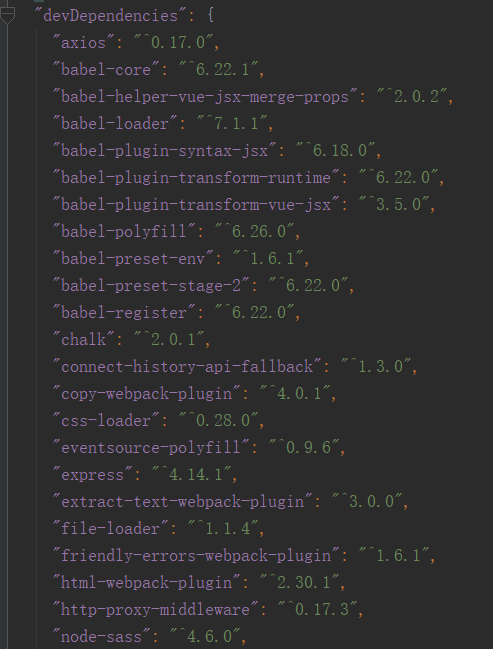 "devDependencies": {
"axios": "^0.17.0",
"babel-core": "^6.22.1",
"babel-helper-vue-jsx-merge-props": "^2.0.2",
"babel-loader": "^7.1.1",
"babel-plugin-syntax-jsx": "^6.18.0",
"babel-plugin-transform-runtime": "^6.22.0",
"babel-plugin-transform-vue-jsx": "^3.5.0",
"babel-polyfill": "^6.26.0",
"babel-preset-env": "^1.6.1",
"babel-preset-stage-2": "^6.22.0",
"babel-register": "^6.22.0",
"chalk": "^2.0.1",
"connect-history-api-fallback": "^1.3.0",
"copy-webpack-plugin": "^4.0.1",
"css-loader": "^0.28.0",
"eventsource-polyfill": "^0.9.6",
"express": "^4.14.1",
"extract-text-webpack-plugin": "^3.0.0",
"file-loader": "^1.1.4",
"friendly-errors-webpack-plugin": "^1.6.1",
"html-webpack-plugin": "^2.30.1",
"http-proxy-middleware": "^0.17.3",
"node-sass": "^4.6.0",